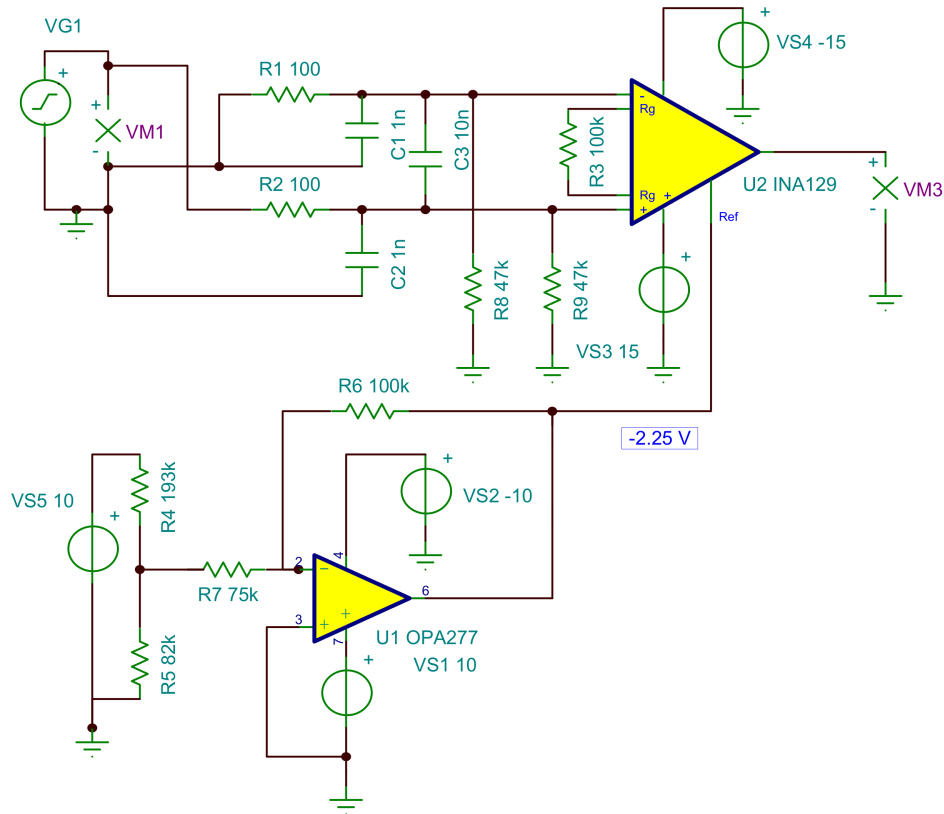 VG1
+
VS4 -15
+
R1 100
+
VM1
-
C1 1n
C3 10n
-
Rg
R3 100k
Rg
+
+
U2 INA129
+
VM3
-
R2 100
Ref
C2 1n
R8 47k
R9 47k
+
VS3 15
R6 100k
-2.25 V
VS5 10
+
R4 193k
+
VS2 -10
4
2
−
R7 75k
6
3
+
+
7
U1 OPA277
R5 82k
+
VS1 10